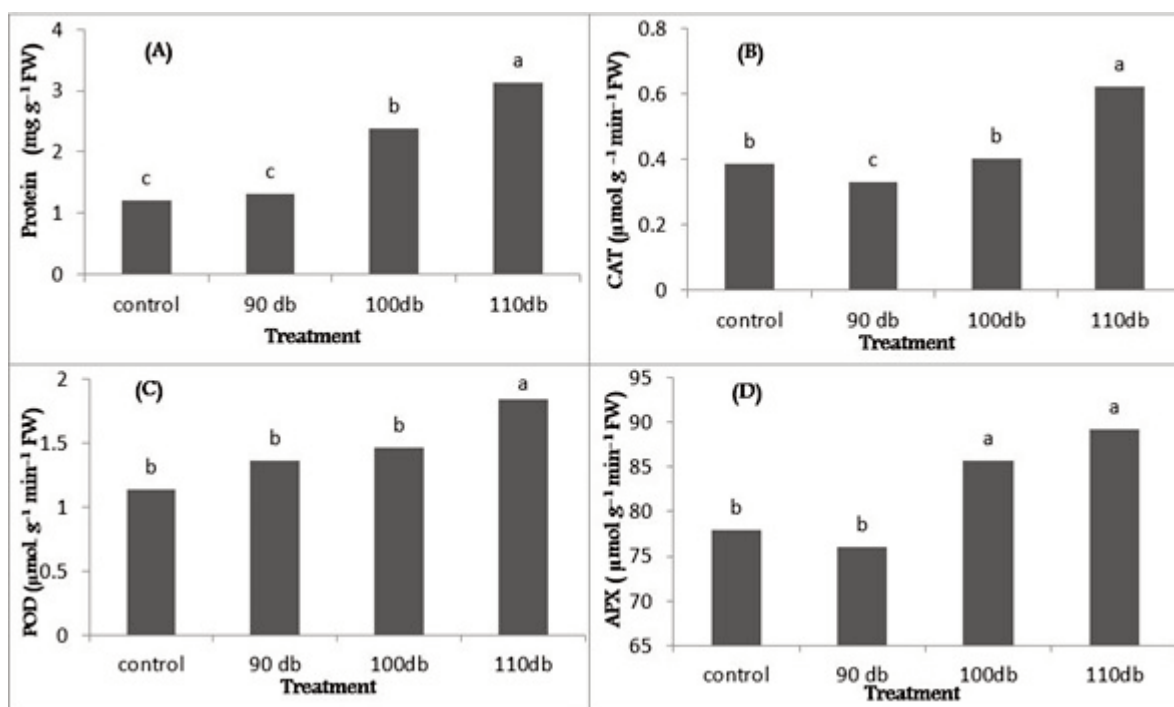 (A)
Protein (mg g⁻¹ FW)
4
3
2
1
0
c
c
b
a
control 90 db 100db 110db
Treatment
(B)
CAT (µmol g⁻¹ min⁻¹ FW)
0.8
0.6
0.4
0.2
0
b
c
b
a
control 90 db 100db 110db
Treatment
(C)
POD (µmol g⁻¹ min⁻¹ FW)
2
1.5
1
0.5
0
b
b
b
a
control 90 db 100db 110db
Treatment
(D)
APX ( µmol g⁻¹ min⁻¹ FW)
95
90
85
80
75
70
65
b
b
a
a
control 90 db 100db 110db
Treatment